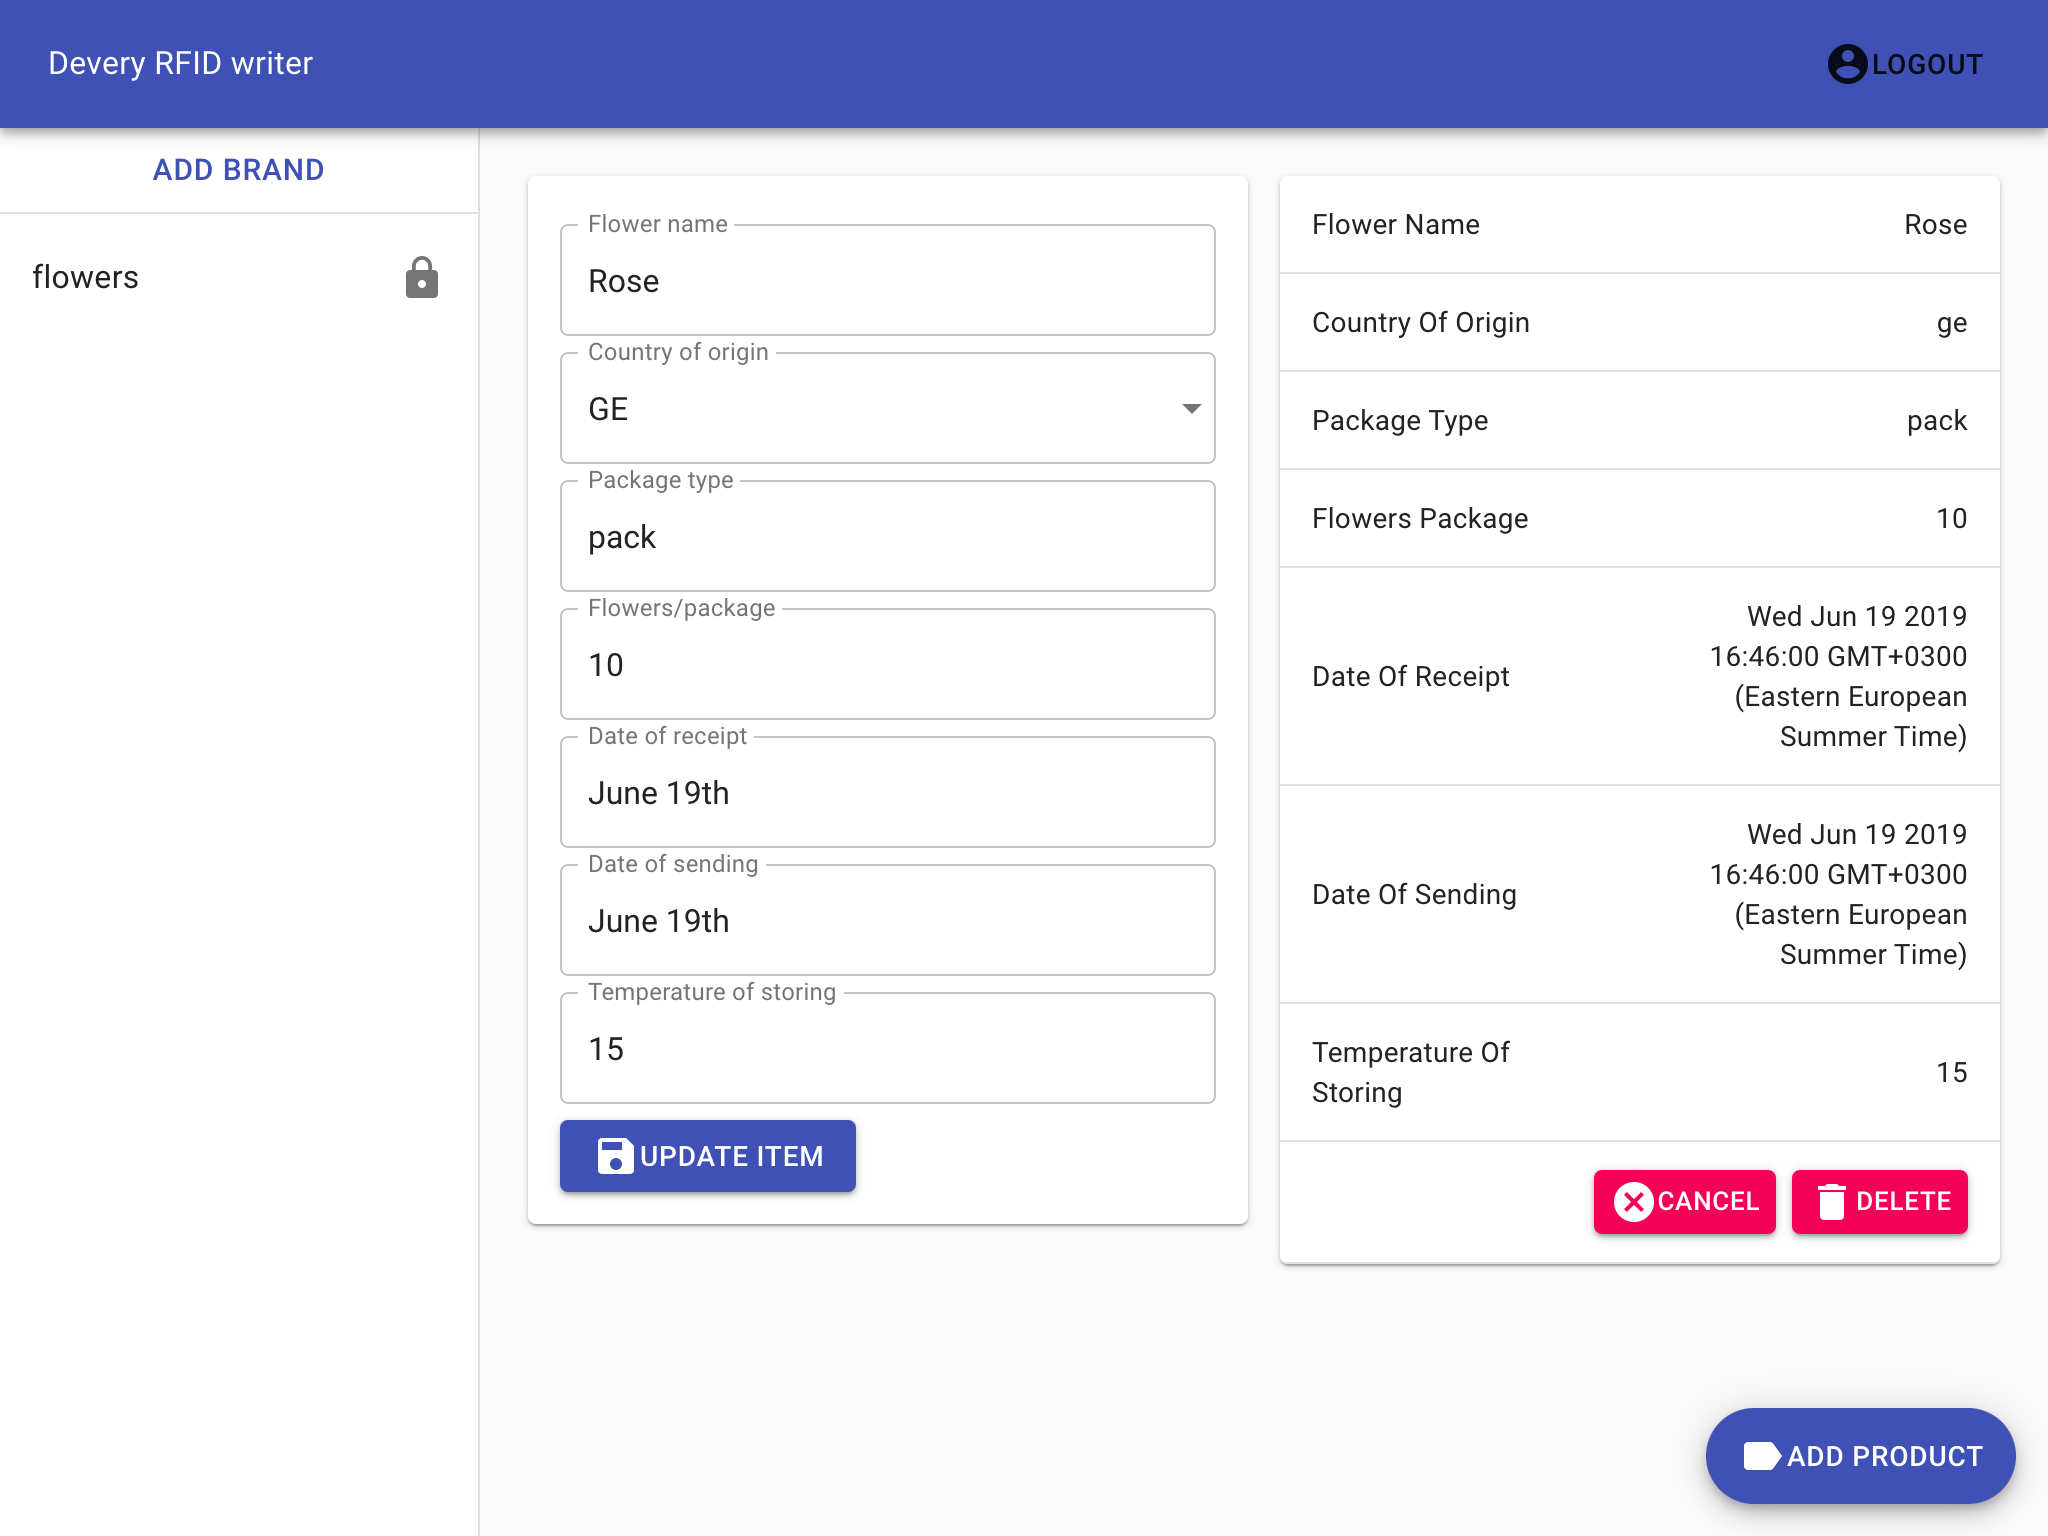 Devery RFID writer
LOGOUT
ADD BRAND
flowers
Flower name
Rose
Country of origin
GE
Package type
pack
Flowers/package
10
Date of receipt
June 19th
Date of sending
June 19th
Temperature of storing
15
UPDATE ITEM
Flower Name Rose
Country Of Origin ge
Package Type pack
Flowers Package 10
Date Of Receipt
Wed Jun 19 2019
16:46:00 GMT+0300
(Eastern European
Summer Time)
Date Of Sending
Wed Jun 19 2019
16:46:00 GMT+0300
(Eastern European
Summer Time)
Temperature Of
Storing
15
CANCEL
DELETE
ADD PRODUCT